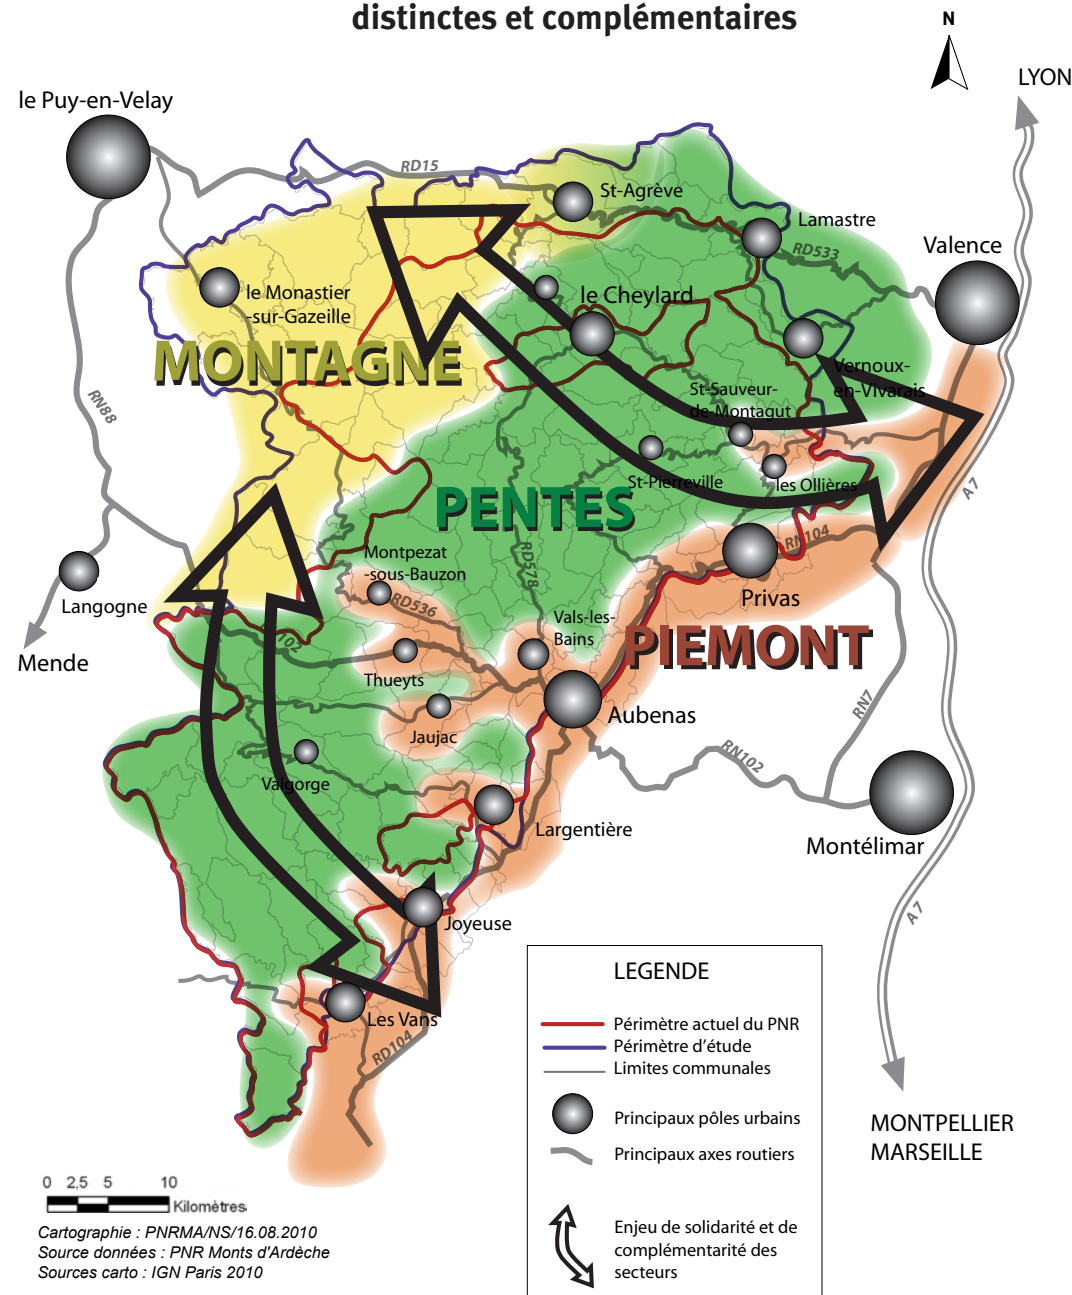 distinctes et complémentaires
N
LYON
le Puy-en-Velay
RD15
St-Agrève
Lamastre
RD533
Valence
le Monastier
-sur-Gazeille
le Cheylard
MONTAGNE
Vernoux-
en-Vivarais
RN88
St-Sauveur-
de-Montagut
St-Pierreville
les Ollières
A 7
PENTES
RN104
Montpezat
-sous-Bauzon
RD578
Langogne
RD536
Privas
Vals-les-
Bains
PIEMONT
102
Mende
Thueyts
Aubenas
RN7
Jaujac
RN102
Valgorge
Largentière
Montélimar
A 7
Joyeuse
Les Vans
RD104
LEGENDE
Périmètre actuel du PNR
Périmètre d'étude
Limites communales
Principaux pôles urbains
Principaux axes routiers
Enjeu de solidarité et de
complémentarité des
secteurs
MONTPELLIER
MARSEILLE
0 2,5 5 10
Kilomètres
Cartographie : PNRMA/NS/16.08.2010
Source données : PNR Monts d'Ardèche
Sources carto : IGN Paris 2010